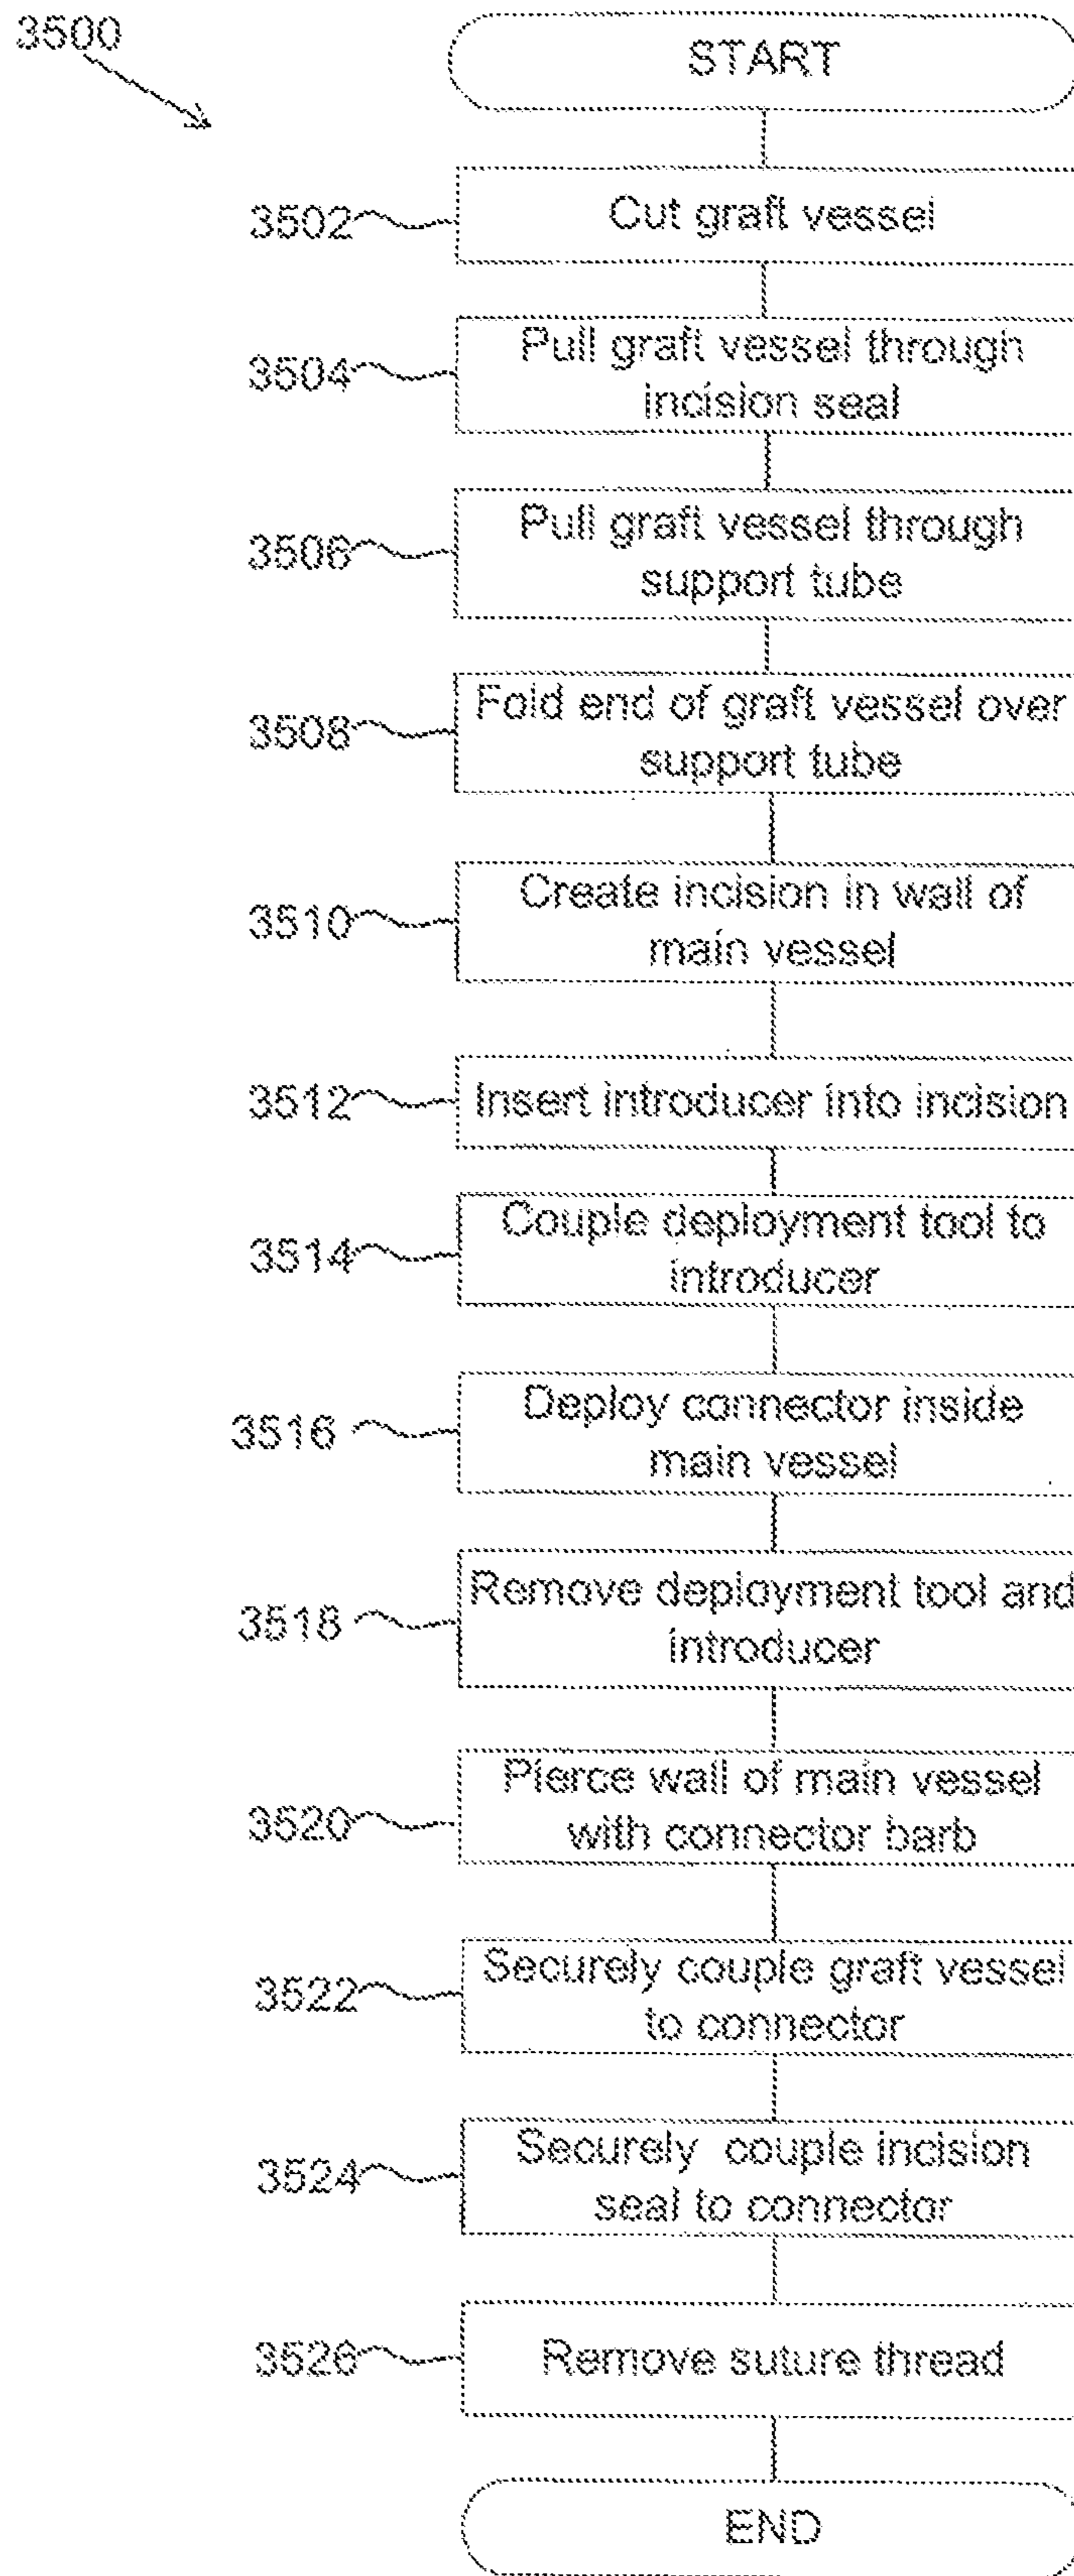 3500
START
3502
Cut graft vessel
3504
Pull graft vessel through
incision seal
3506
Pull graft vessel through
support tube
3508
Fold end of graft vessel over
support tube
3510
Create incision in wall of
main vessel
3512
Insert introducer into incision
3514
Couple deployment tool to
introducer
3516
Deploy connector inside
main vessel
3518
Remove deployment tool and
introducer
3520
Pierce wall of main vessel
with connector barb
3522
Securely couple graft vessel
to connector
3524
Securely couple incision
seal to connector
3526
Remove suture thread
END